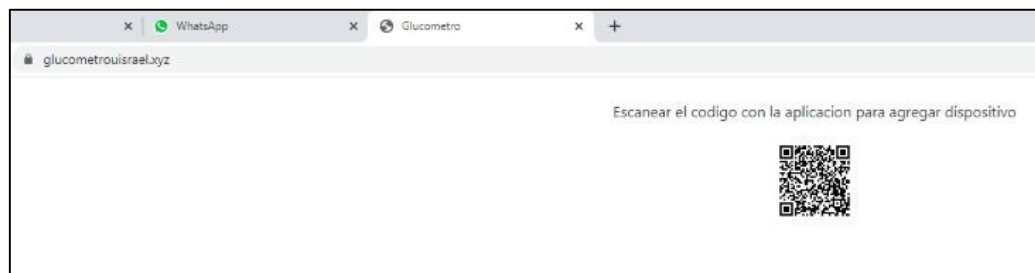 WhatsApp
Glucometro
glucometrouisrael.xyz
Escanear el codigo con la aplicacion para agregar dispositivo